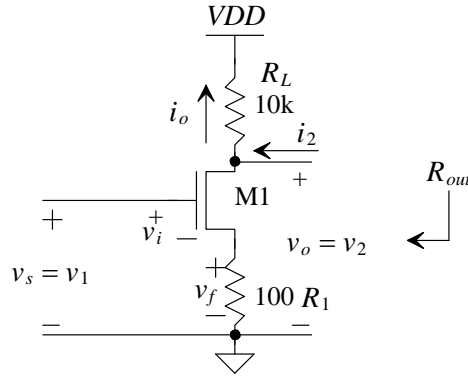 VDD
R_L
10k
i_o
i_2
+
M1
R_out
+
+
v_i
−
v_o = v_2
v_s = v_1
+
v_f
100 R_1
−
−
−